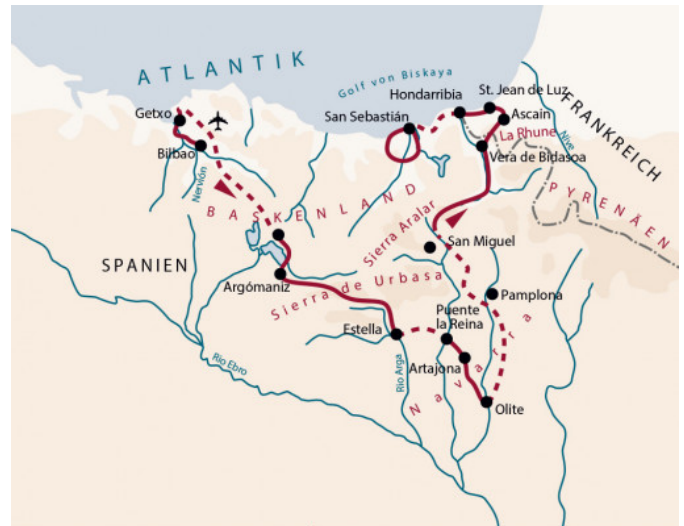 ATLANTIK
Golf von Biskaya
St. Jean de Luz
Hondarribia
Getxo
San Sebastián
Ascain
FRANKREICH
La Rhune
Nive
Bilbao
Vera de Bidasoa
Nervión
PYRENÄEN
BASKENLAND
Sierra Aralar
San Miguel
SPANIEN
Argómaniz
Sierra de Urbasa
Pamplona
Puente
la Reina
Estella
Navarra
Rio Ebro
Rio Arga
Artajona
Olite